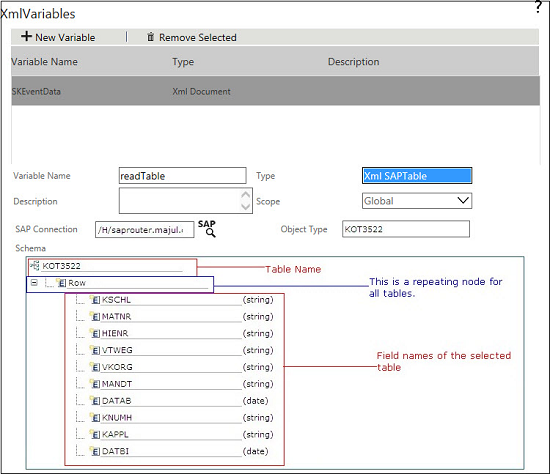 ?
XmlVariables
+ New Variable | Remove Selected
Variable Name Type Description
SKEventData Xml Document
Variable Name readTable Type Xml SAPTable
Description Scope Global
SAP Connection /H/saprouter.majul. SAP Object Type KOT3522
Schema
KOT3522
Table Name
Row
This is a repeating node for
all tables.
KSCHL (string)
MATNR (string)
HIENR (string)
VTWEG (string)
VKORG (string)
Field names of the selected
table
MANDT (string)
DATAB (date)
KNUMH (string)
KAPPL (string)
DATBI (date)